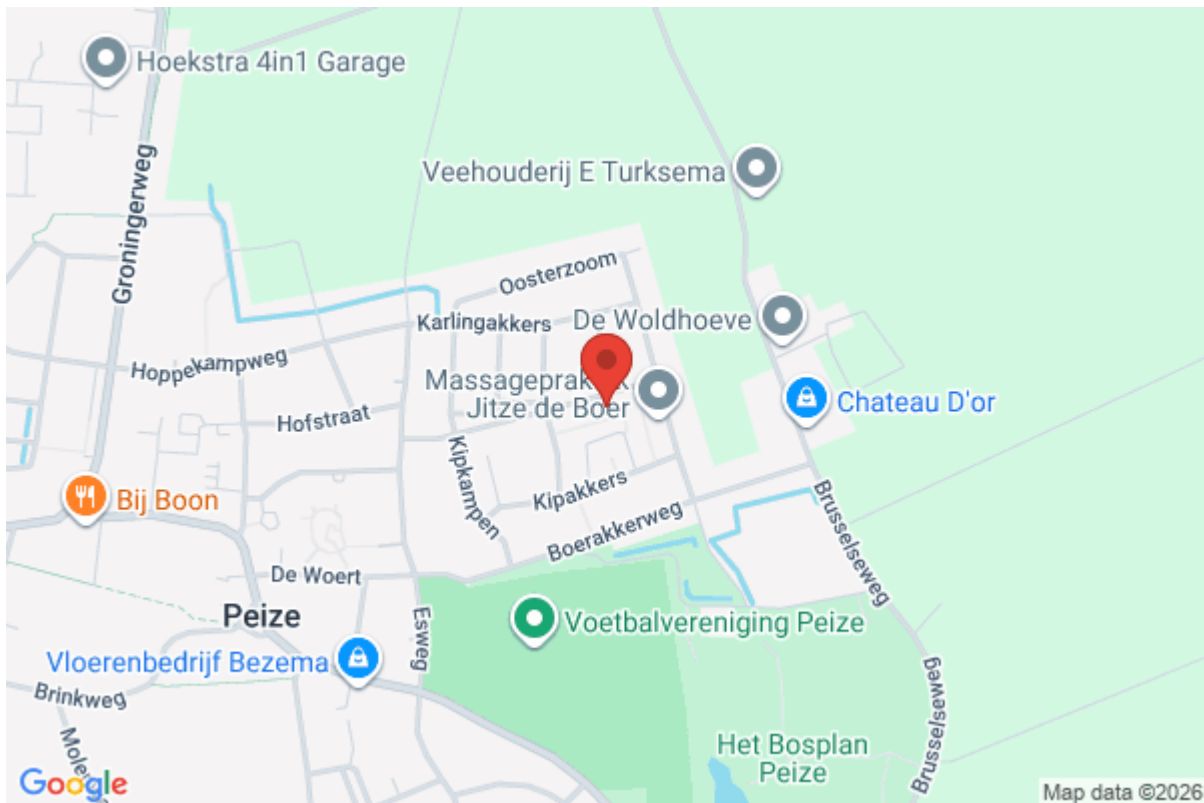 Hoekstra 4in1 Garage
Groningerweg
Veehouderij E Turksema
Oosterzoom
Karlingakkers
De Woldhoeve
Hoppekampweg
Massagepraktijk
Jitze de Boer
Chateau D'or
Hofstraat
Kipkampen
Kipakkers
Bij Boon
Boerakkerweg
Brusselseweg
De Woert
Peize
Esweg
Voetbalvereniging Peize
Vloerenbedrijf Bezema
Brinkweg
Brusselseweg
Het Bosplan
Peize
Google
Map data ©2026